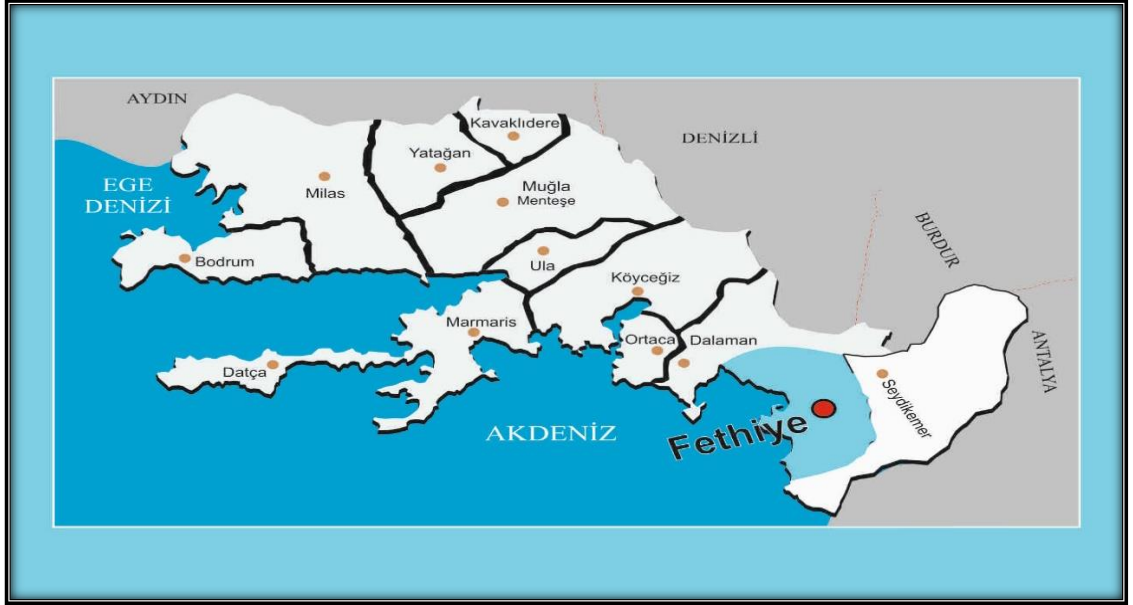 AYDIN
Kavaklıdere
DENİZLİ
Yatağan
EGE
DENİZİ
Milas
Muğla
Menteşe
BURDUR
Bodrum
Ula
Köyceğiz
Marmaris
Ortaca
Dalaman
ANTALYA
Datça
Seydikemer
AKDENİZ
Fethiye